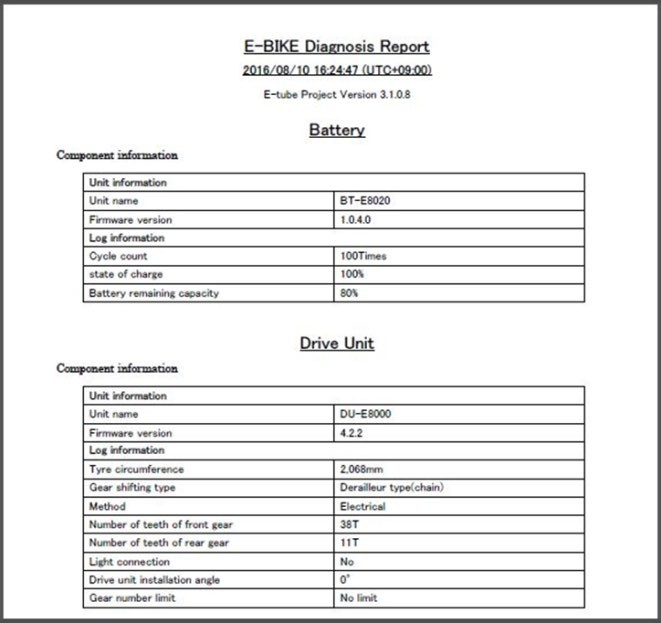 E-BIKE Diagnosis Report
2016/08/10 16:24:47 (UTC+09:00)
E-tube Project Version 3.1.0.8
Battery
Component information
Unit information
Unit name BT-E8020
Firmware version 1.0.4.0
Log information
Cycle count 100Times
state of charge 100%
Battery remaining capacity 80%
Drive Unit
Component information
Unit information
Unit name DU-E8000
Firmware version 4.2.2
Log information
Tyre circumference 2,068mm
Gear shifting type Derailleur type(chain)
Method Electrical
Number of teeth of front gear 38T
Number of teeth of rear gear 11T
Light connection No
Drive unit installation angle 0°
Gear number limit No limit